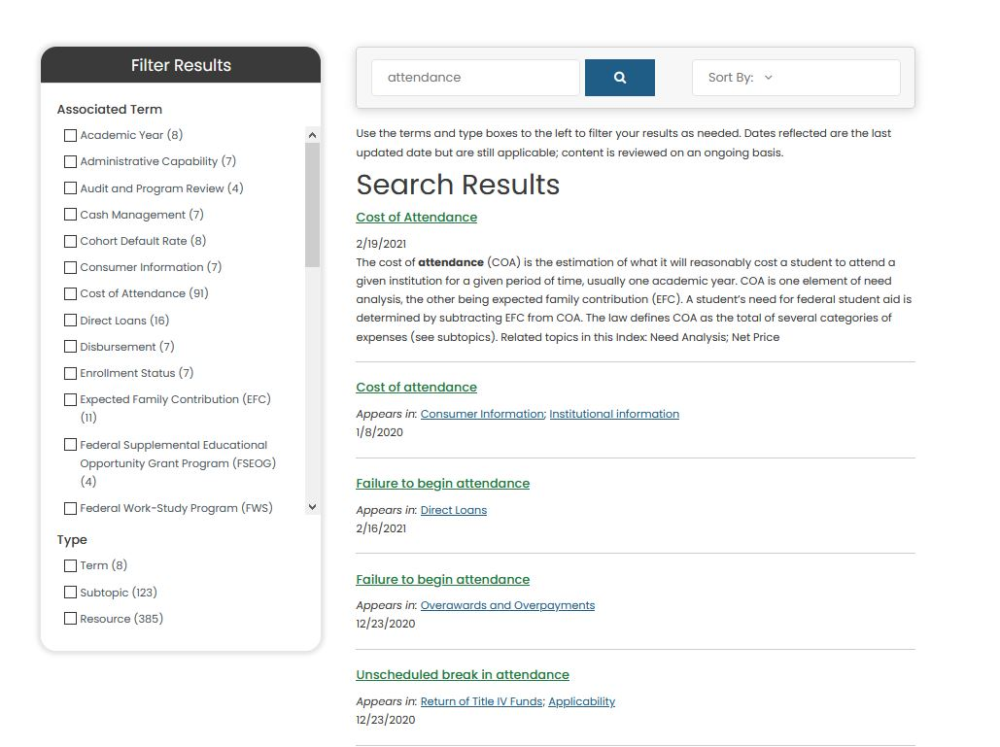 Filter Results
Associated Term
Academic Year (8)
Administrative Capability (7)
Audit and Program Review (4)
Cash Management (7)
Cohort Default Rate (8)
Consumer Information (7)
Cost of Attendance (91)
Direct Loans (16)
Disbursement (7)
Enrollment Status (7)
Expected Family Contribution (EFC)
(11)
Federal Supplemental Educational
Opportunity Grant Program (FSEOG)
(4)
Federal Work-Study Program (FWS)
Type
Term (8)
Subtopic (123)
Resource (385)
attendance
Sort By:
Use the terms and type boxes to the left to filter your results as needed. Dates reflected are the last
updated date but are still applicable; content is reviewed on an ongoing basis.
Search Results
Cost of Attendance
2/19/2021
The cost of attendance (COA) is the estimation of what it will reasonably cost a student to attend a
given institution for a given period of time, usually one academic year. COA is one element of need
analysis, the other being expected family contribution (EFC). A student's need for federal student aid is
determined by subtracting EFC from COA. The law defines COA as the total of several categories of
expenses (see subtopics). Related topics in this Index: Need Analysis; Net Price
Cost of attendance
Appears in: Consumer Information; Institutional information
1/8/2020
Failure to begin attendance
Appears in: Direct Loans
2/16/2021
Failure to begin attendance
Appears in: Overawards and Overpayments
12/23/2020
Unscheduled break in attendance
Appears in: Return of Title IV Funds; Applicability
12/23/2020